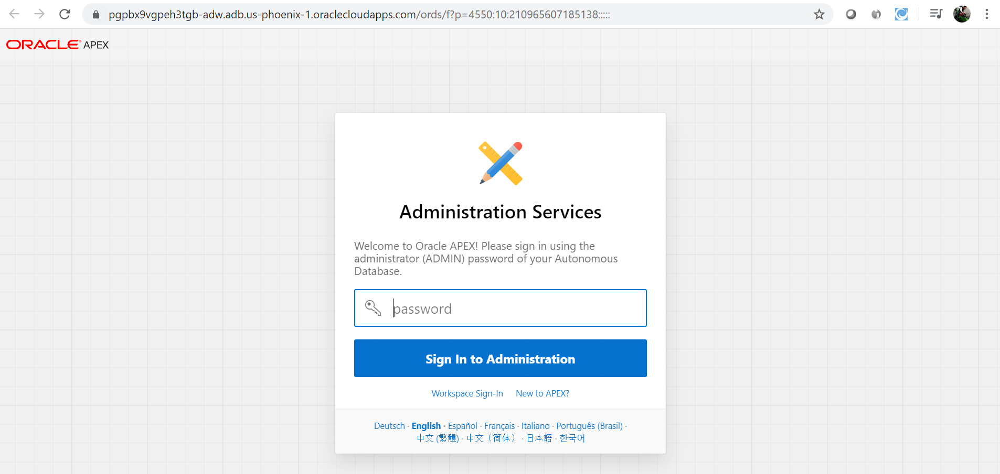 pgpbx9vgpeh3tgb-adw.adb.us-phoenix-1.oraclecloudapps.com/ords/f?p=4550:10:210965607185138:::::
ORACLE® APEX
Administration Services
Welcome to Oracle APEX! Please sign in using the
administrator (ADMIN) password of your Autonomous
Database.
password
Sign In to Administration
Workspace Sign-In New to APEX?
Deutsch · English · Español · Français · Italiano · Português (Brasil) ·
中文 (繁體) · 中文（简体） · 日本語 · 한국어